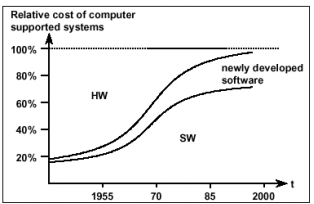 Relative cost of computer
supported systems
100%
80%
60%
40%
20%
HW
newly developed
software
SW
1955
70
85
2000
t